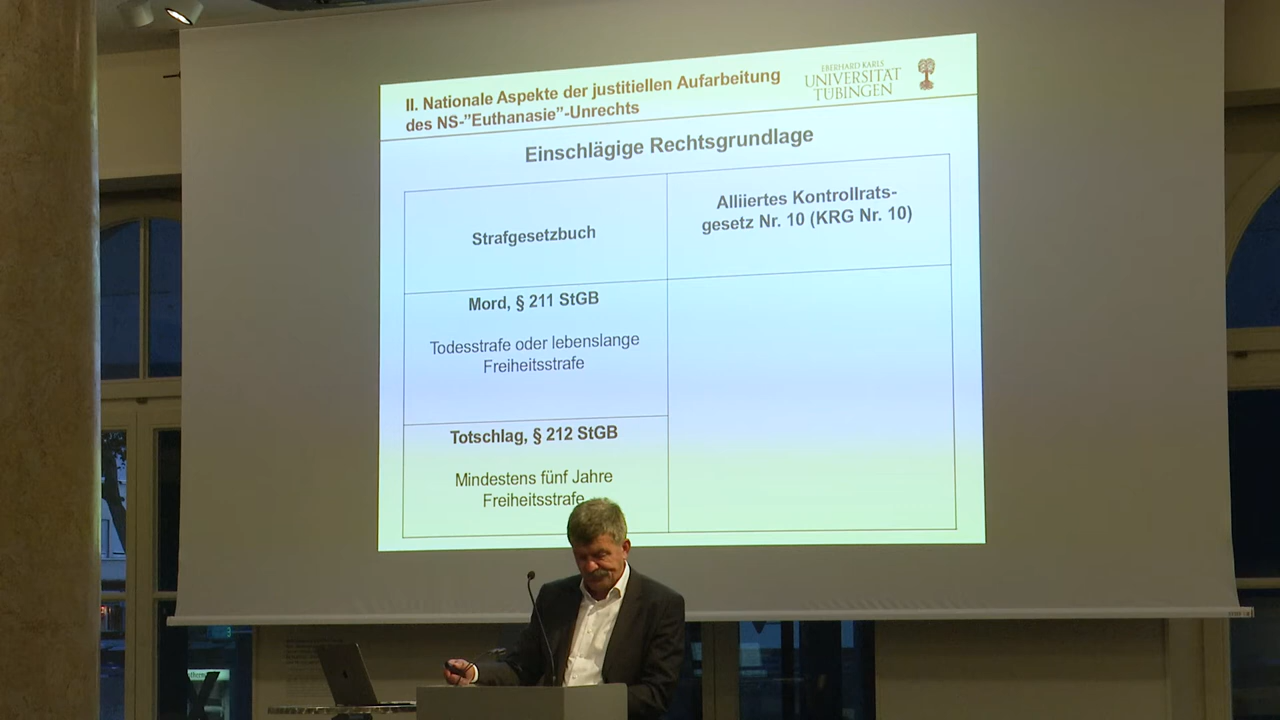 II. Nationale Aspekte der justitiellen Aufarbeitung
des NS-”Euthanasie”-Unrechts
EBERHARD KARLS
UNIVERSITÄT
TÜBINGEN
Einschlägige Rechtsgrundlage
Strafgesetzbuch
Alliiertes Kontrollrats-
gesetz Nr. 10 (KRG Nr. 10)
Mord, § 211 StGB
Todesstrafe oder lebenslange
Freiheitsstrafe
Totschlag, § 212 StGB
Mindestens fünf Jahre
Freiheitsstrafe